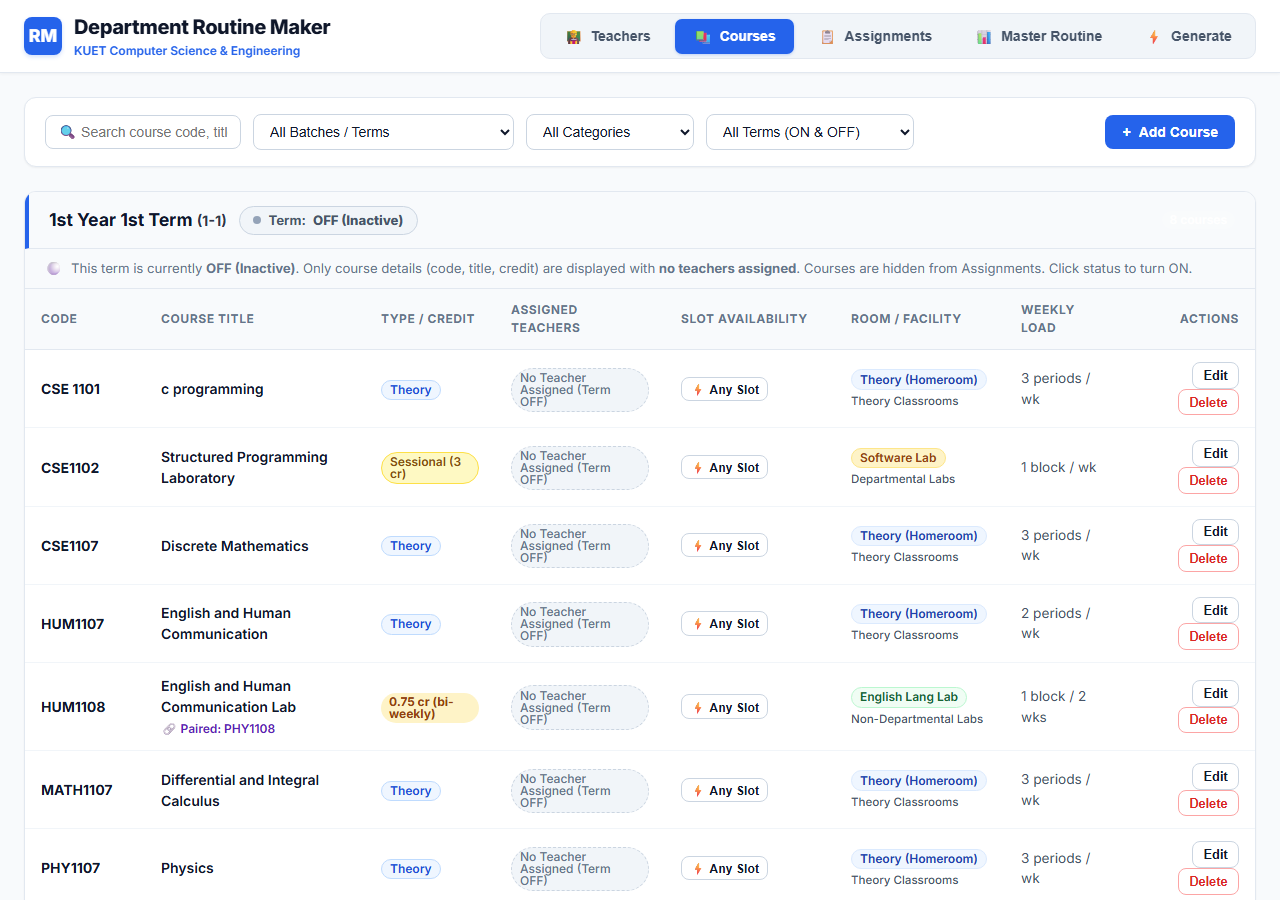 RM
Department Routine Maker
KUET Computer Science & Engineering
Teachers
Courses
Assignments
Master Routine
Generate
Search course code, titl
All Batches / Terms
All Categories
All Terms (ON & OFF)
+ Add Course
1st Year 1st Term (1-1)
Term: OFF (Inactive)
This term is currently OFF (Inactive). Only course details (code, title, credit) are displayed with no teachers assigned. Courses are hidden from Assignments. Click status to turn ON.
CODE
COURSE TITLE
TYPE / CREDIT
ASSIGNED
TEACHERS
SLOT AVAILABILITY
ROOM / FACILITY
WEEKLY
LOAD
ACTIONS
CSE 1101
c programming
Theory
No Teacher
Assigned (Term
OFF)
Any Slot
Theory (Homeroom)
Theory Classrooms
3 periods /
wk
Edit
Delete
CSE1102
Structured Programming
Laboratory
Sessional (3
cr)
No Teacher
Assigned (Term
OFF)
Any Slot
Software Lab
Departmental Labs
1 block / wk
Edit
Delete
CSE1107
Discrete Mathematics
Theory
No Teacher
Assigned (Term
OFF)
Any Slot
Theory (Homeroom)
Theory Classrooms
3 periods /
wk
Edit
Delete
HUM1107
English and Human
Communication
Theory
No Teacher
Assigned (Term
OFF)
Any Slot
Theory (Homeroom)
Theory Classrooms
2 periods /
wk
Edit
Delete
HUM1108
English and Human
Communication Lab
Paired: PHY1108
0.75 cr (bi-
weekly)
No Teacher
Assigned (Term
OFF)
Any Slot
English Lang Lab
Non-Departmental Labs
1 block / 2
wks
Edit
Delete
MATH1107
Differential and Integral
Calculus
Theory
No Teacher
Assigned (Term
OFF)
Any Slot
Theory (Homeroom)
Theory Classrooms
3 periods /
wk
Edit
Delete
PHY1107
Physics
Theory
No Teacher
Assigned (Term
OFF)
Any Slot
Theory (Homeroom)
Theory Classrooms
3 periods /
wk
Edit
Delete